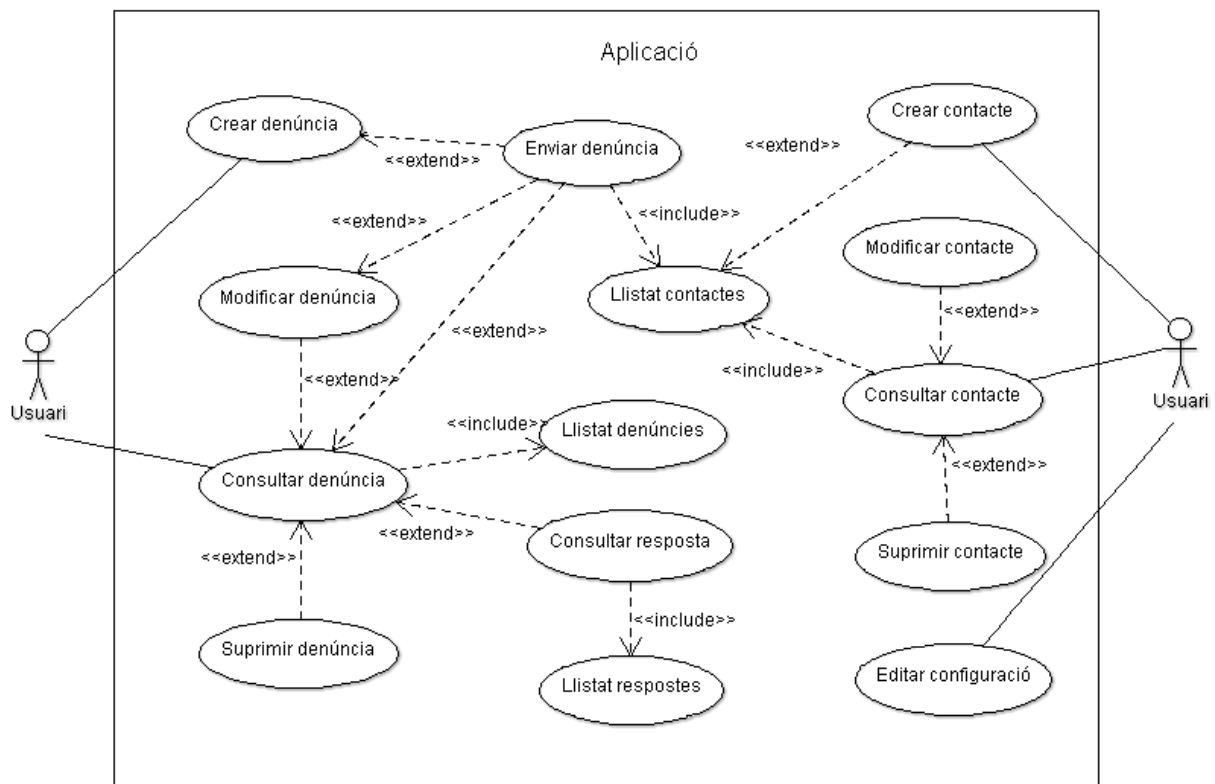 Aplicació
Crear denúncia
Enviar denúncia
Crear contacte
<<extend>>
<<extend>>
<<extend>>
<<include>>
Modificar contacte
Modificar denúncia
Llistat contactes
<<extend>>
<<extend>>
<<extend>>
<<include>>
Consultar contacte
Usuari
Usuari
<<include>>
Llistat denúncies
Consultar denúncia
<<extend>>
<<extend>>
Consultar resposta
<<extend>>
Suprimir contacte
<<include>>
Suprimir denúncia
Editar configuració
Llistat respostes